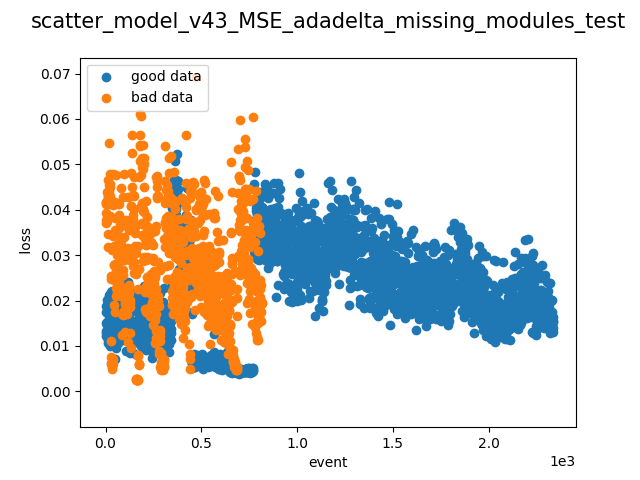 scatter_model_v43_MSE_adadelta_missing_modules_test
good data
bad data
0.07
0.06
0.05
0.04
0.03
0.02
0.01
0.00
loss
0.0
0.5
1.0
1.5
2.0
1e3
event